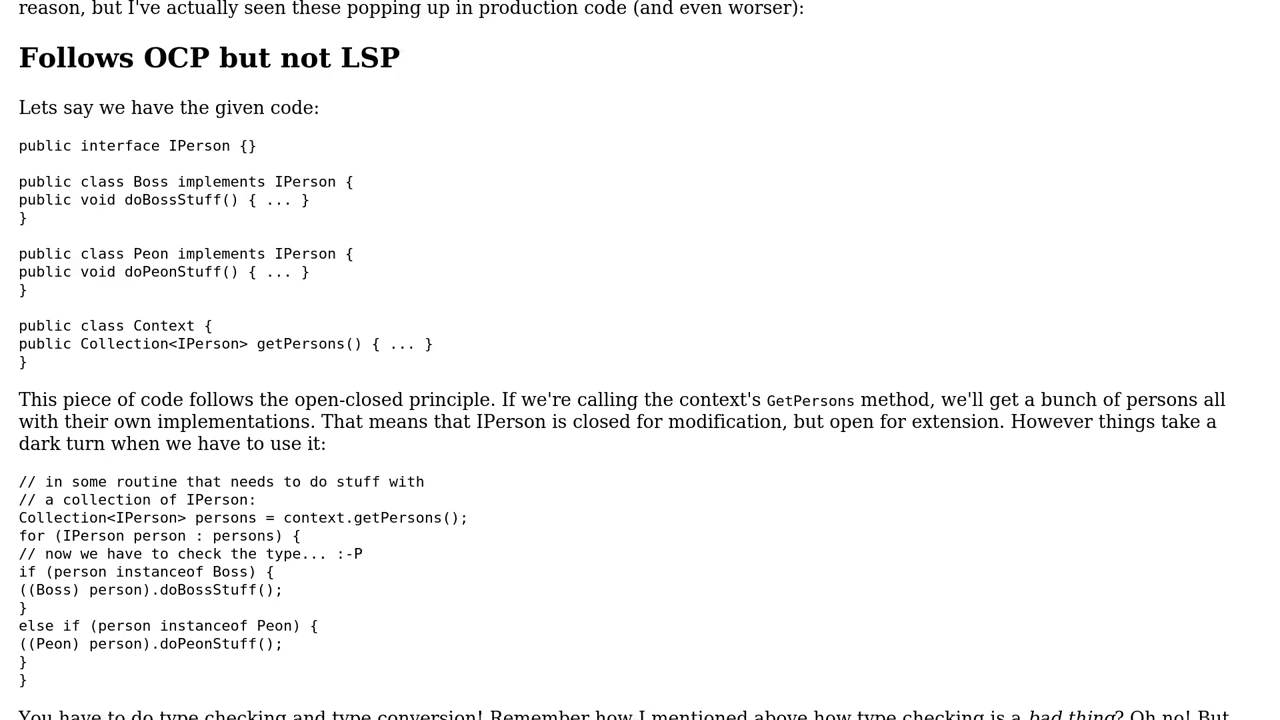 reason, but I've actually seen these popping up in production code (and even worser):
Follows OCP but not LSP
Lets say we have the given code:
public interface IPerson {}
public class Boss implements IPerson {
public void doBossStuff() { ... }
}
public class Peon implements IPerson {
public void doPeonStuff() { ... }
}
public class Context {
public Collection<IPerson> getPersons() { ... }
}
This piece of code follows the open-closed principle. If we're calling the context's GetPersons method, we'll get a bunch of persons all
with their own implementations. That means that IPerson is closed for modification, but open for extension. However things take a
dark turn when we have to use it:
// in some routine that needs to do stuff with
// a collection of IPerson:
Collection<IPerson> persons = context.getPersons();
for (IPerson person : persons) {
// now we have to check the type... :-P
if (person instanceof Boss) {
((Boss) person).doBossStuff();
}
else if (person instanceof Peon) {
((Peon) person).doPeonStuff();
}
}
You have to do type checking and type conversion! Remember how I mentioned above how type checking is a bad thing? Oh no! But